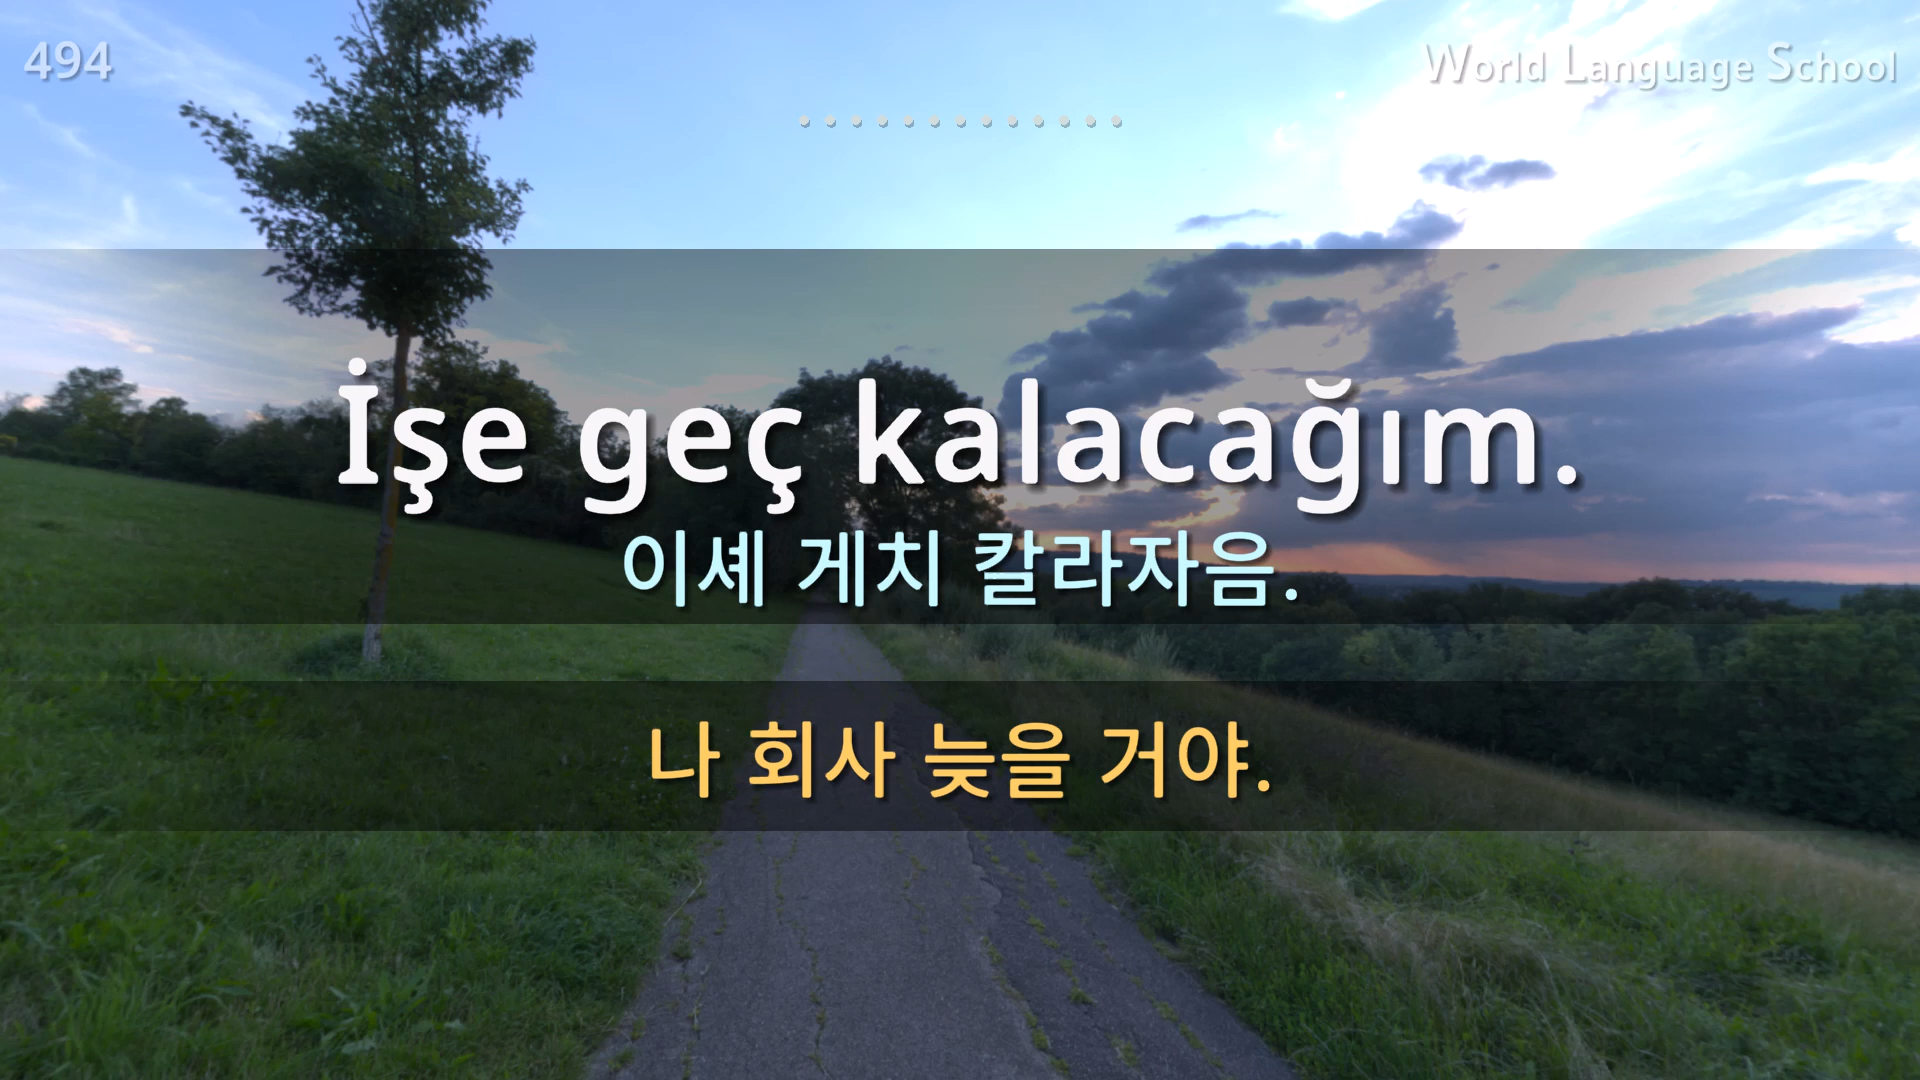 494
World Language School
İşe geç kalacağım.
이셰 게치 칼라자음.
나 회사 늦을 거야.